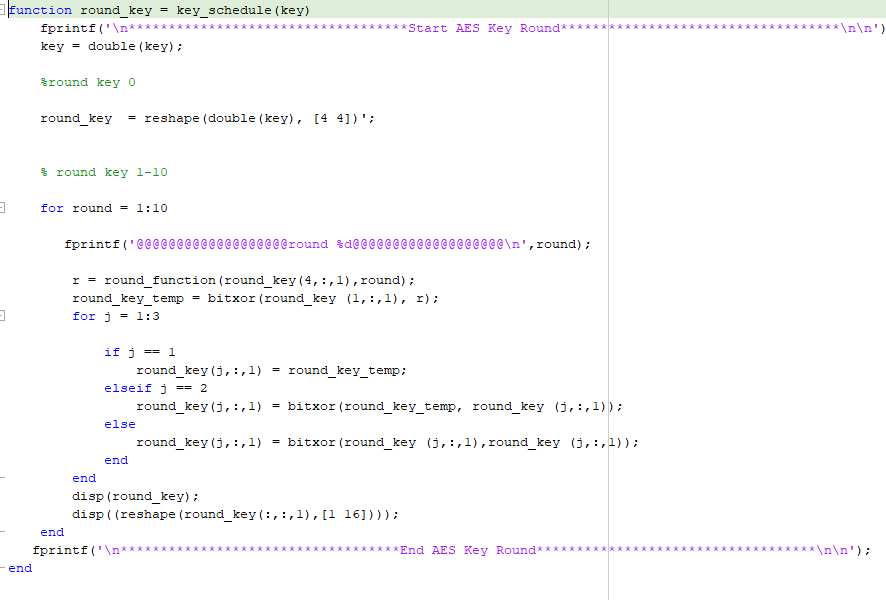 function round_key = key_schedule(key)
fprintf('\n***********************************Start AES Key Round***********************************\n\n')
key = double(key);
%round key 0
round_key  = reshape(double(key), [4 4])';
% round key 1-10
for round = 1:10
fprintf('@@@@@@@@@@@@@@@@@@@round %d@@@@@@@@@@@@@@@@@@@\n',round);
r = round_function(round_key(4,:,1),round);
round_key_temp = bitxor(round_key (1,:,1), r);
for j = 1:3
if j == 1
round_key(j,:,1) = round_key_temp;
elseif j == 2
round_key(j,:,1) = bitxor(round_key_temp, round_key (j,:,1));
else
round_key(j,:,1) = bitxor(round_key (j,:,1),round_key (j,:,1));
end
end
disp(round_key);
disp((reshape(round_key(:,:,1),[1 16])));
end
fprintf('\n***********************************End AES Key Round***********************************\n\n');
end